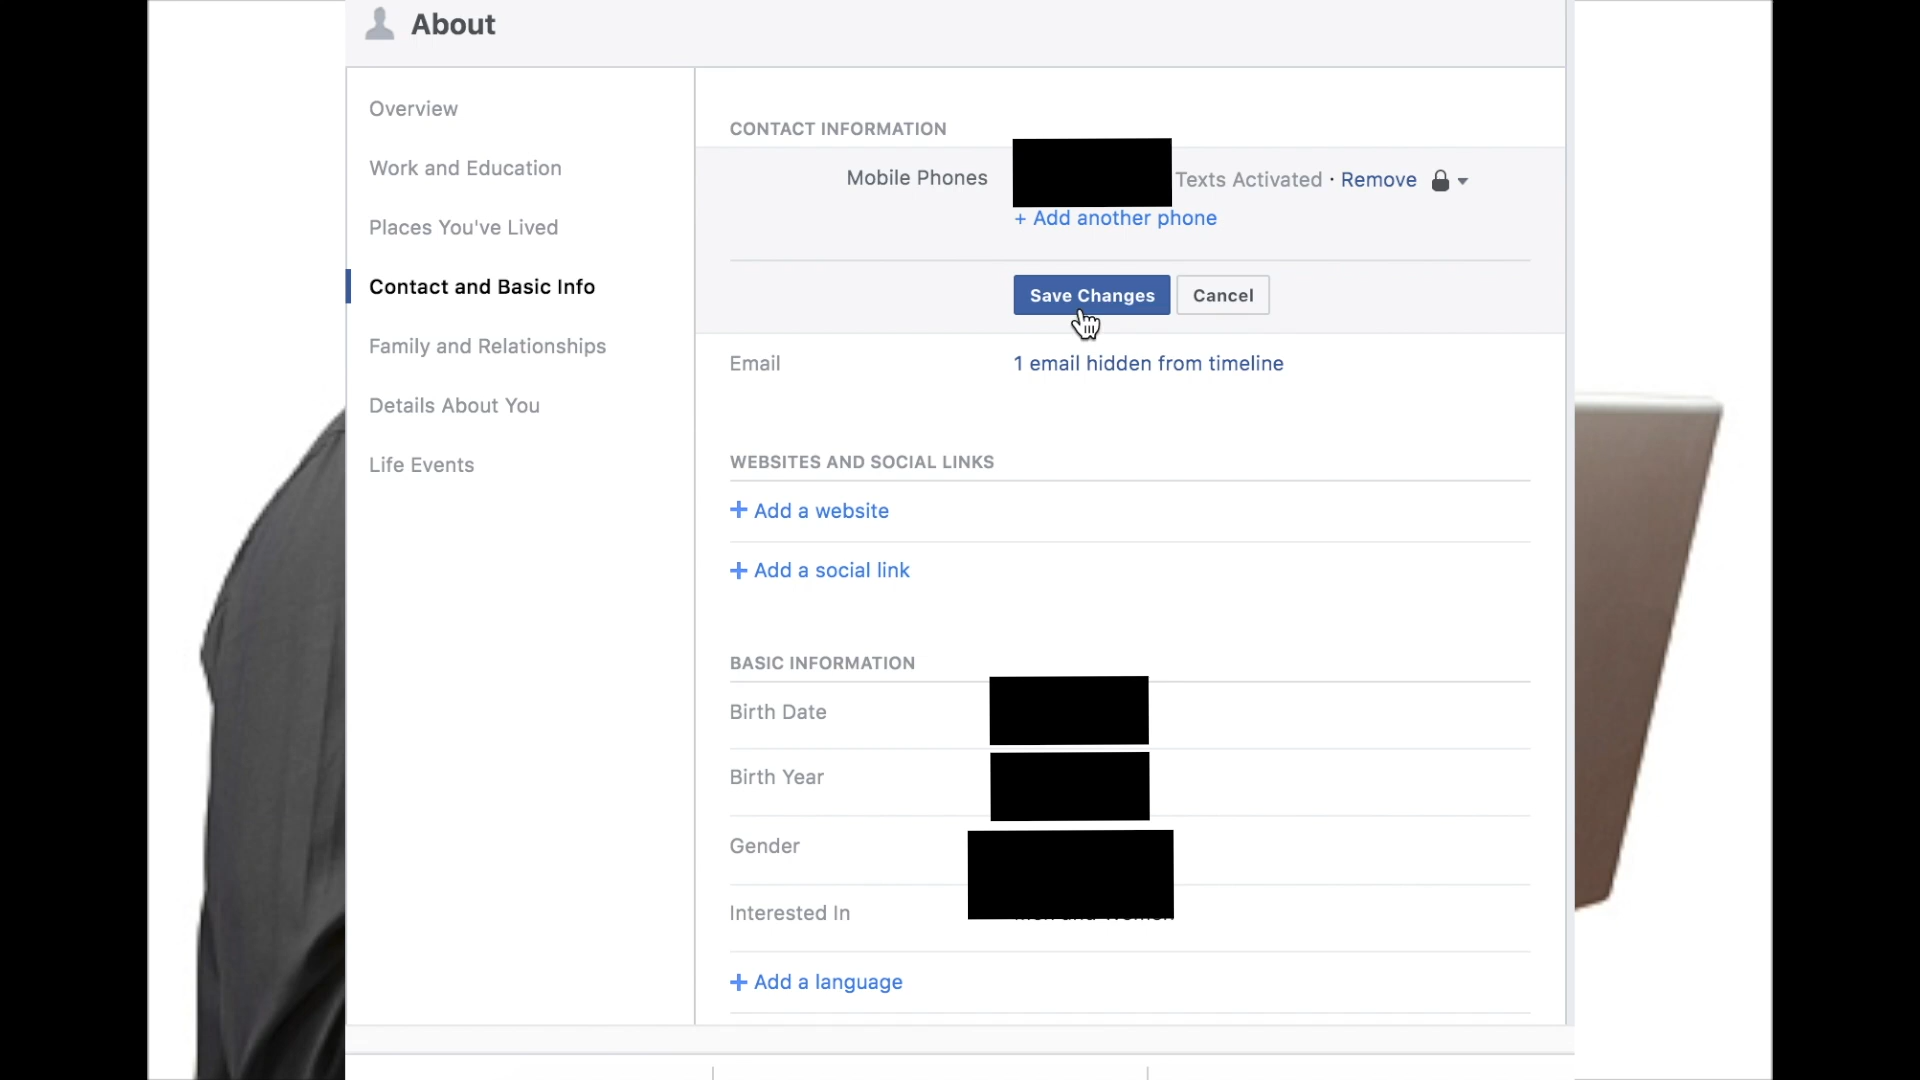 About
Overview
Work and Education
Places You've Lived
Contact and Basic Info
Family and Relationships
Details About You
Life Events
CONTACT INFORMATION
Mobile Phones Texts Activated · Remove
+ Add another phone
Save Changes Cancel
Email 1 email hidden from timeline
WEBSITES AND SOCIAL LINKS
+ Add a website
+ Add a social link
BASIC INFORMATION
Birth Date
Birth Year
Gender
Interested In
+ Add a language